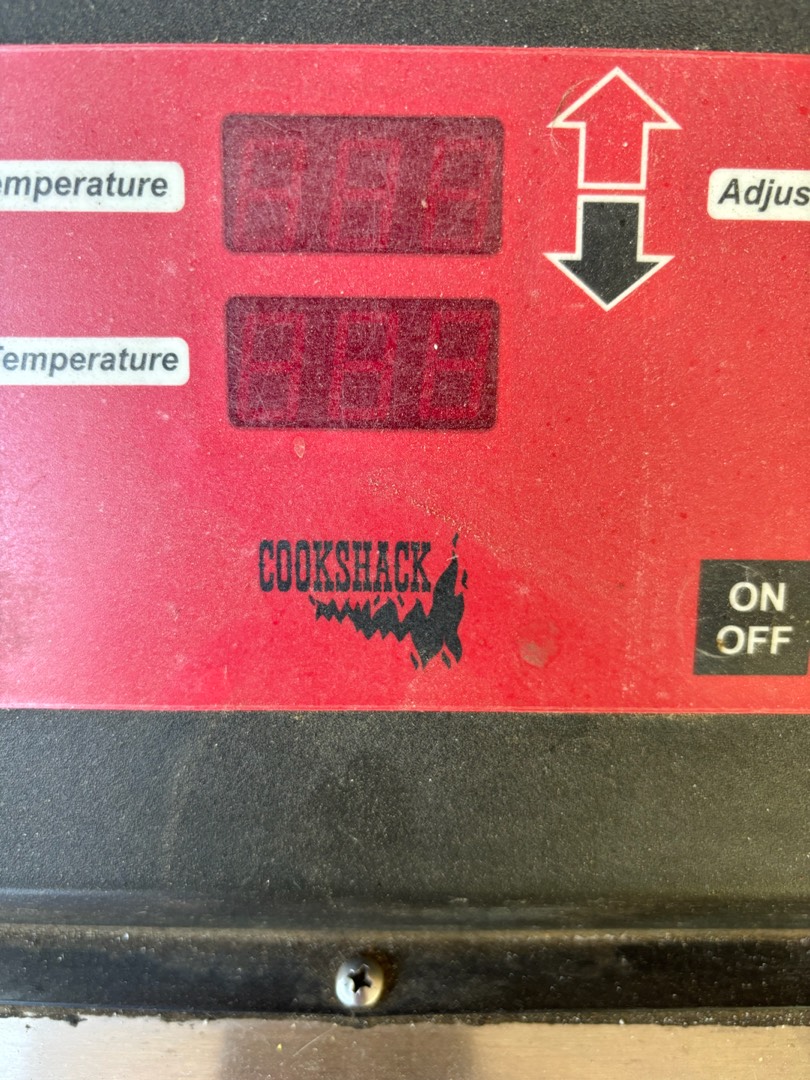 emperature
Adjus
Temperature
COOKSHACK
ON
OFF